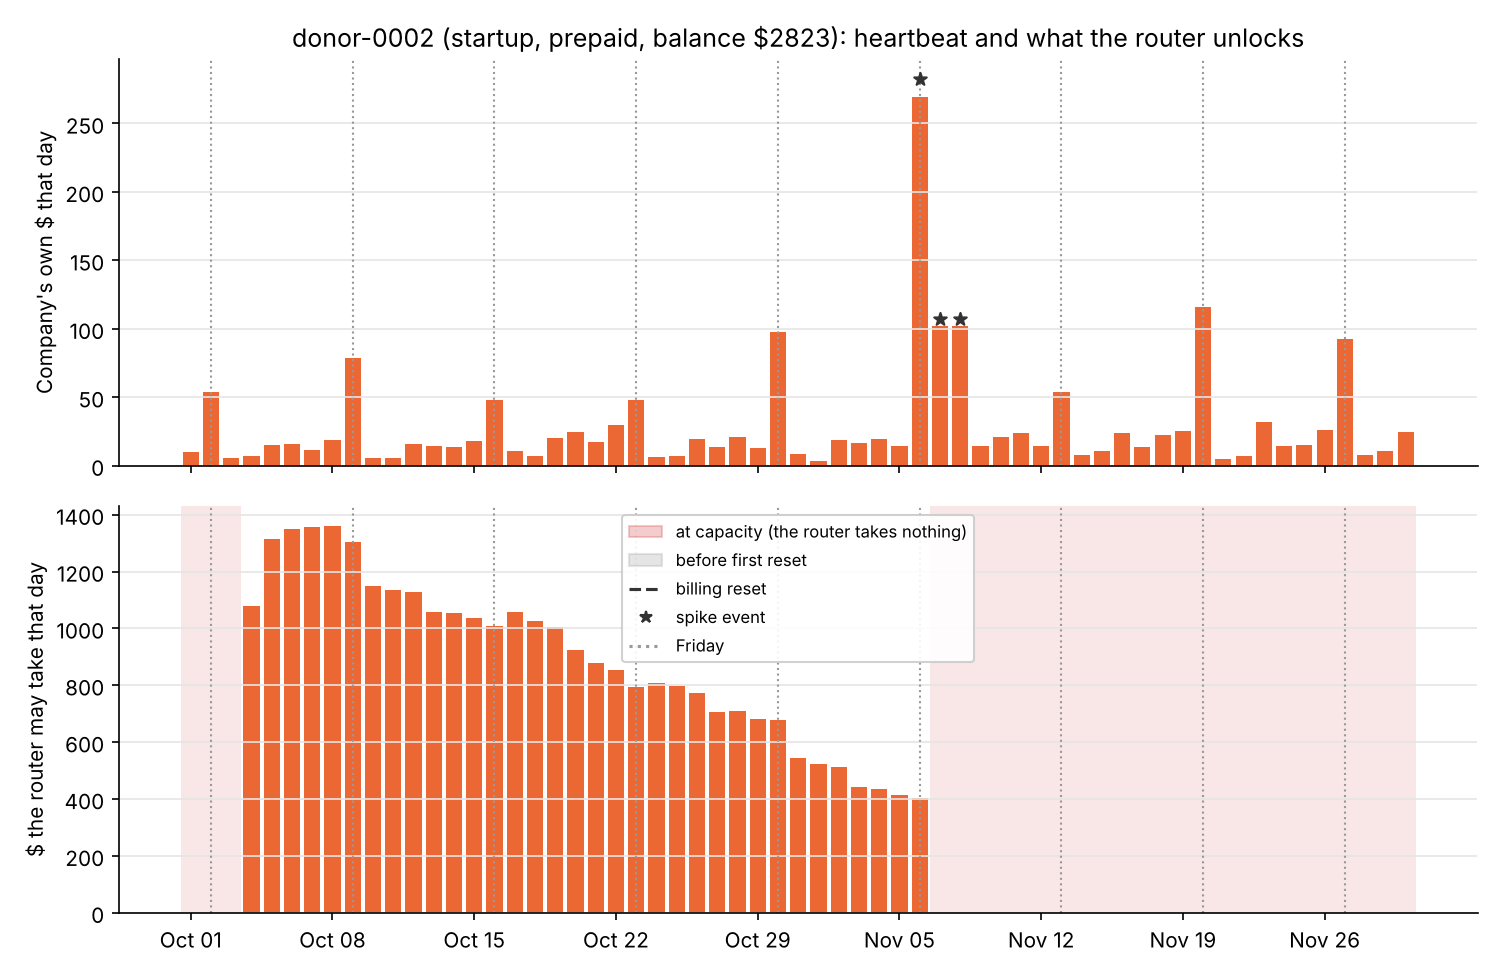 donor-0002 (startup, prepaid, balance $2823): heartbeat and what the router unlocks
Company's own $ that day
250
200
150
100
50
0
$ the router may take that day
1400
1200
1000
800
600
400
200
0
at capacity (the router takes nothing)
before first reset
billing reset
spike event
Friday
Oct 01
Oct 08
Oct 15
Oct 22
Oct 29
Nov 05
Nov 12
Nov 19
Nov 26